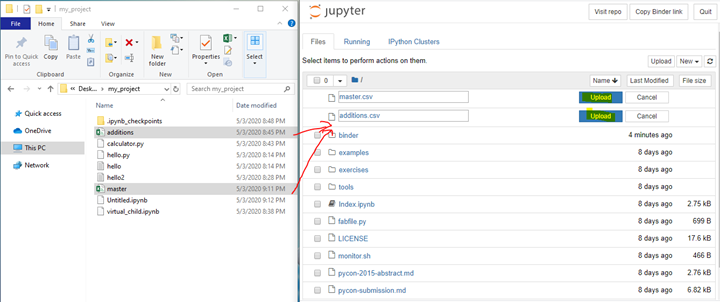 my_project
File Home Share View
Pin to Quick access
Copy
Paste
Clipboard
Organize
New folder
New
Properties
Open
Select
Desk... my_project
Search my_project
Name Date modified
Quick access
OneDrive
This PC
Network
.ipynb_checkpoints 5/3/2020 8:48 PM
additions 5/3/2020 8:45 PM
calculator.py 5/3/2020 8:43 PM
hello.py 5/3/2020 8:14 PM
hello 5/3/2020 8:14 PM
hello2 5/3/2020 8:28 PM
master 5/3/2020 9:11 PM
Untitled.ipynb 5/3/2020 9:12 PM
virtual_child.ipynb 5/3/2020 8:38 PM
jupyter
Visit repo Copy Binder link Quit
Files Running IPython Clusters
Select items to perform actions on them.
Upload New
0 / Name Last Modified File size
master.csv Upload Cancel
additions.csv Upload Cancel
binder 4 minutes ago
examples 8 days ago
exercises 8 days ago
tools 8 days ago
Index.ipynb 8 days ago 2.75 kB
fabfile.py 8 days ago 699 B
LICENSE 8 days ago 17.6 kB
monitor.sh 8 days ago 466 B
pycon-2015-abstract.md 8 days ago 2.76 kB
pycon-submission.md 8 days ago 6.82 kB